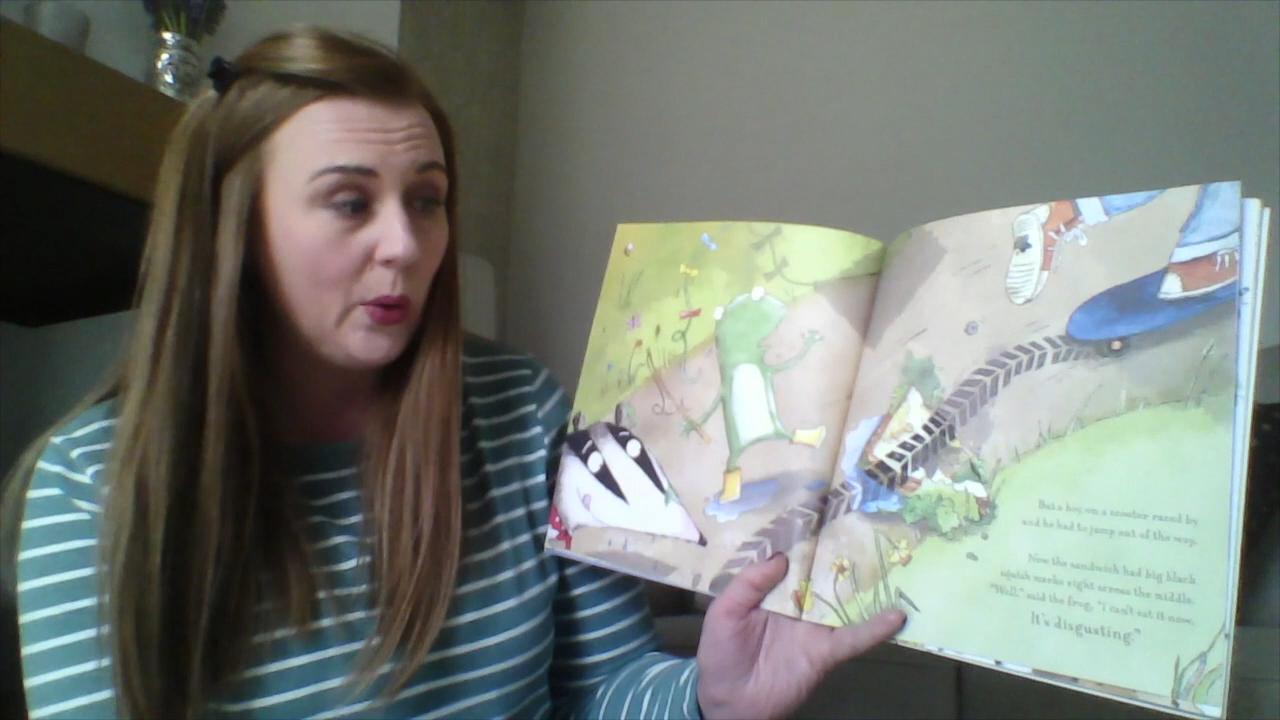 But a boy on a scooter raced by
and he had to jump out of the way.
Now the sandwich had big black
squish marks right across the middle.
"Well," said the frog, "I can't eat it now.
It's disgusting."